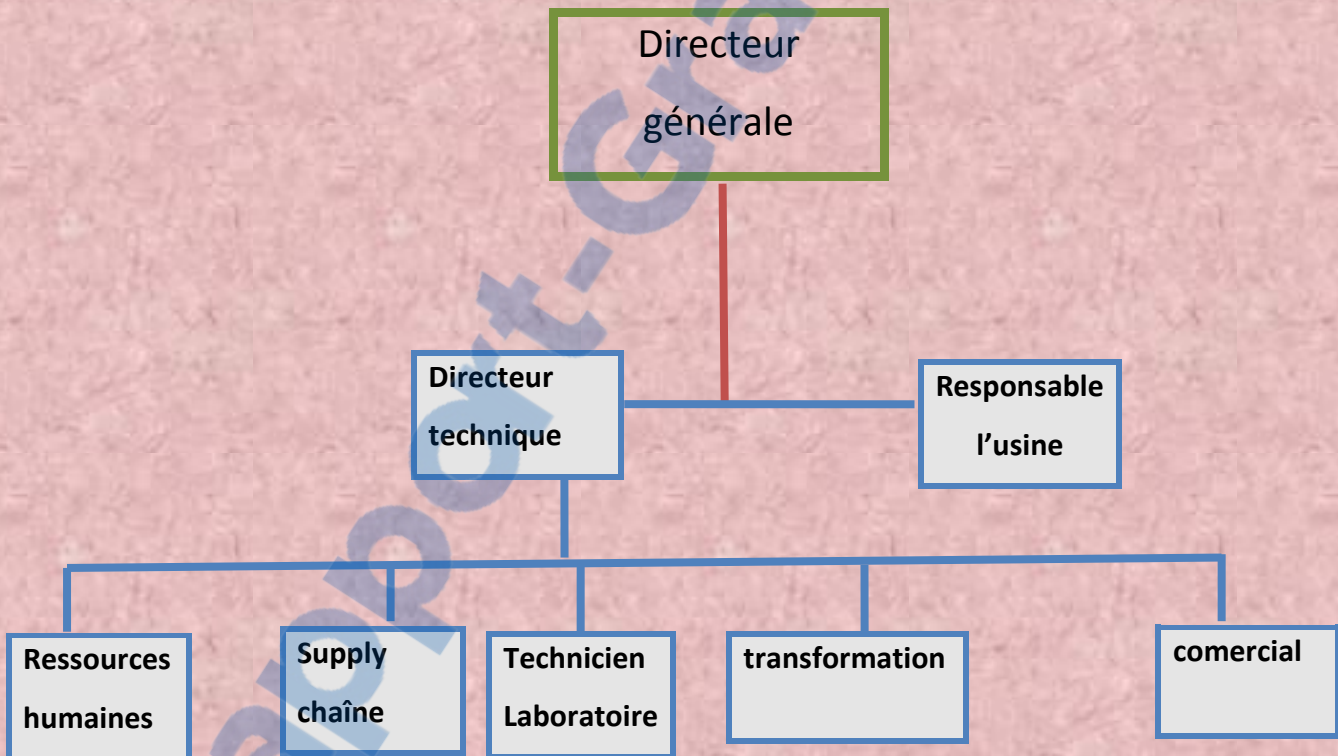 Directeur
générale
Directeur
technique
Responsable
l’usine
Ressources
humaines
Supply
chaîne
Technicien
Laboratoire
transformation
comercial